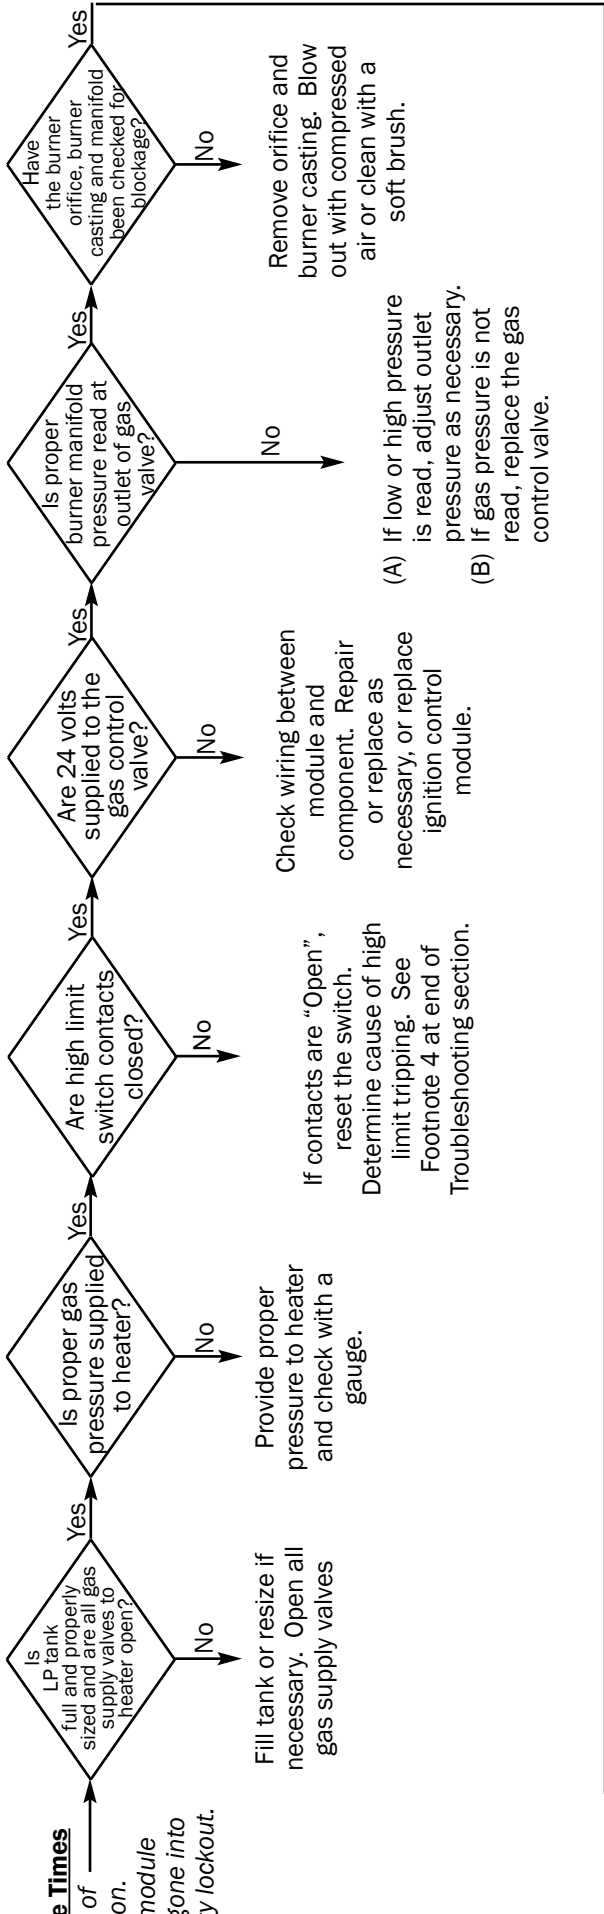 e Times
of
on.
module
gone into
y lockout.
Is
LP tank
full and properly
sized and are all gas
supply valves to
heater open?
Yes
No
Fill tank or resize if
necessary. Open all
gas supply valves
Is proper gas
pressure supplied
to heater?
Yes
No
Provide proper
pressure to heater
and check with a
gauge.
Are high limit
switch contacts
closed?
Yes
No
If contacts are “Open”,
reset the switch.
Determine cause of high
limit tripping. See
Footnote 4 at end of
Troubleshooting section.
Are 24 volts
supplied to the
gas control
valve?
Yes
No
Check wiring between
module and
component. Repair
or replace as
necessary, or replace
ignition control
module.
Is proper
burner manifold
pressure read at
outlet of gas
valve?
Yes
No
(A) If low or high pressure
is read, adjust outlet
pressure as necessary.
(B) If gas pressure is not
read, replace the gas
control valve.
Have
the burner
orifice, burner
casting and manifold
been checked for
blockage?
Yes
No
Remove orifice and
burner casting. Blow
out with compressed
air or clean with a
soft brush.